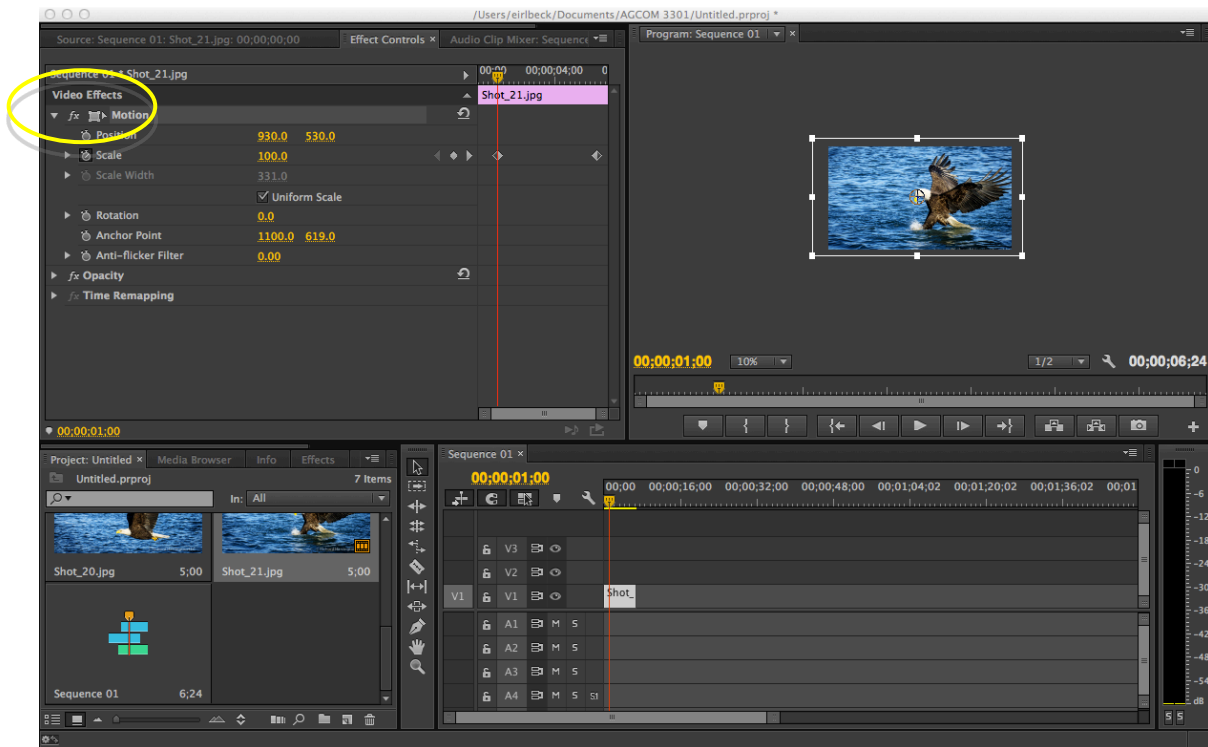 /Users/eirlbeck/Documents/AGCOM 3301/Untitled.prproj *
Source: Sequence 01: Shot_21.jpg: 00;00;00;00
Effect Controls ×
Audio Clip Mixer: Sequence
Program: Sequence 01 ×
Sequence 01 * Shot_21.jpg
00;00 00;00;04;00 0
Video Effects
Shot_21.jpg
fx Motion
Position 930.0 530.0
Scale 100.0
Scale Width 331.0
Uniform Scale
Rotation 0.0
Anchor Point 1100.0 619.0
Anti-flicker Filter 0.00
fx Opacity
fx Time Remapping
00;00;01;00
00;00;01;00 10% 1/2 00;00;06;24
Project: Untitled × Media Browser Info Effects
Untitled.prproj 7 Items
In: All
Shot_20.jpg 5;00
Shot_21.jpg 5;00
Sequence 01 6;24
Sequence 01 ×
00;00;01;00
00;00 00;00;16;00 00;00;32;00 00;00;48;00 00;01;04;02 00;01;20;02 00;01;36;02 00;01
V3
V2
V1 V1 Shot_
A1 M S
A2 M S
A3 M S
A4 M S S1
0
-6
-12
-18
-24
-30
-36
-42
-48
-54
dB
S S